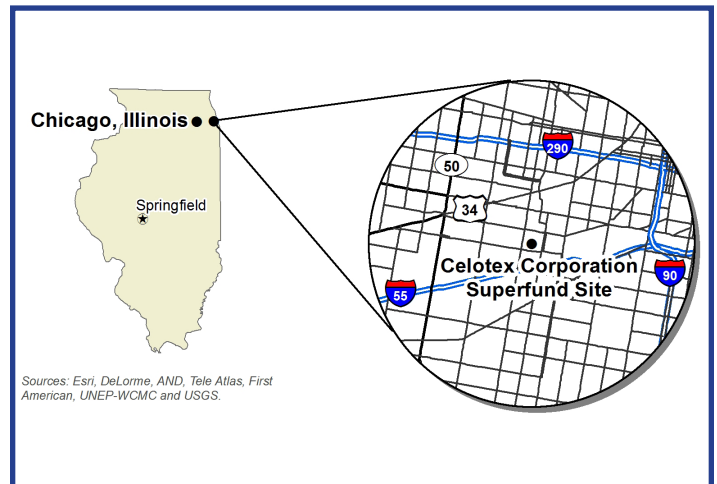 Chicago, Illinois
Springfield
290
50
34
Celotex Corporation
Superfund Site
90
55
Sources: Esri, DeLorme, AND, Tele Atlas, First
American, UNEP-WCMC and USGS.